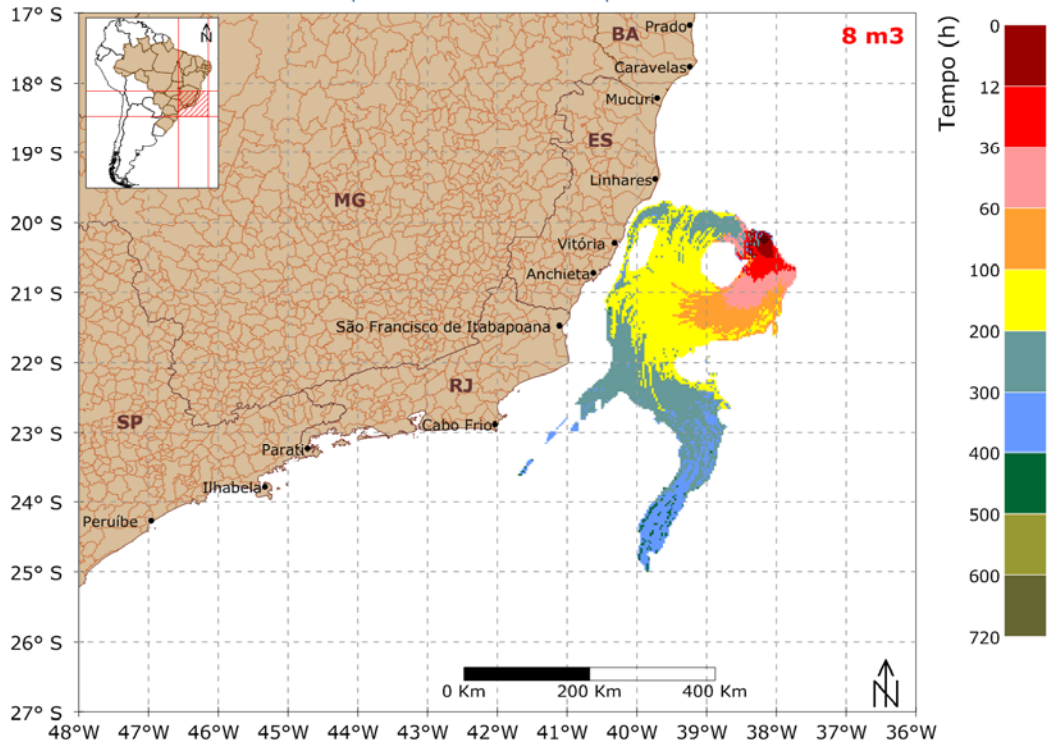 17° S
18° S
19° S
20° S
21° S
22° S
23° S
24° S
25° S
26° S
27° S
N
BA
Prado
Caravelas
Mucuri
ES
Linhares
MG
Vitória
Anchieta
São Francisco de Itabapoana
RJ
SP
Cabo Frio
Parati
Ilhabela
Peruíbe
8 m3
0 Km
200 Km
400 Km
N
48°W
47°W
46°W
45°W
44°W
43°W
42°W
41°W
40°W
39°W
38°W
37°W
36°W
Tempo (h)
0
12
36
60
100
200
300
400
500
600
720